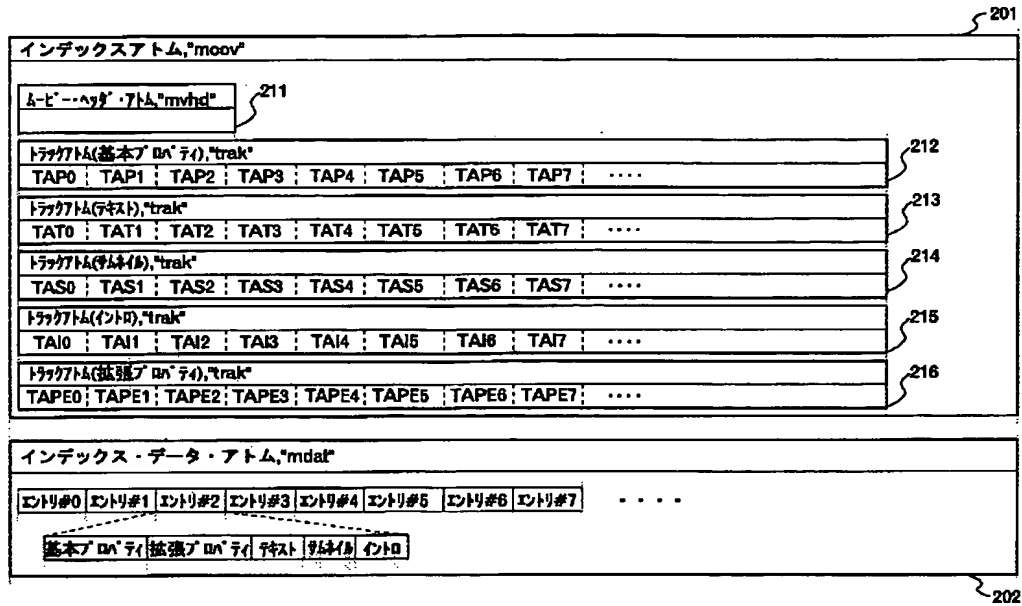 201
インデックスアトム,"moov"
ﾑｰﾋﾞｰ･ﾍｯﾀﾞ･ｱﾄﾑ,"mvhd"
211
ﾄﾗｯｸｱﾄﾑ(基本ﾌﾟﾛﾊﾟﾃｨ),"trak"
212
TAP0 TAP1 TAP2 TAP3 TAP4 TAP5 TAP6 TAP7 ････
ﾄﾗｯｸｱﾄﾑ(ﾃｷｽﾄ),"trak"
213
TAT0 TAT1 TAT2 TAT3 TAT4 TAT5 TAT6 TAT7 ････
ﾄﾗｯｸｱﾄﾑ(ｻﾑﾈｲﾙ),"trak"
214
TAS0 TAS1 TAS2 TAS3 TAS4 TAS5 TAS6 TAS7 ････
ﾄﾗｯｸｱﾄﾑ(ｲﾝﾄﾛ),"trak"
215
TAI0 TAI1 TAI2 TAI3 TAI4 TAI5 TAI6 TAI7 ････
ﾄﾗｯｸｱﾄﾑ(拡張ﾌﾟﾛﾊﾟﾃｨ),"trak"
216
TAPE0 TAPE1 TAPE2 TAPE3 TAPE4 TAPE5 TAPE6 TAPE7 ････
インデックス・データ・アトム,"mdat"
ｴﾝﾄﾘ#0 ｴﾝﾄﾘ#1 ｴﾝﾄﾘ#2 ｴﾝﾄﾘ#3 ｴﾝﾄﾘ#4 ｴﾝﾄﾘ#5 ｴﾝﾄﾘ#6 ｴﾝﾄﾘ#7 ････
基本ﾌﾟﾛﾊﾟﾃｨ 拡張ﾌﾟﾛﾊﾟﾃｨ ﾃｷｽﾄ ｻﾑﾈｲﾙ ｲﾝﾄﾛ
202